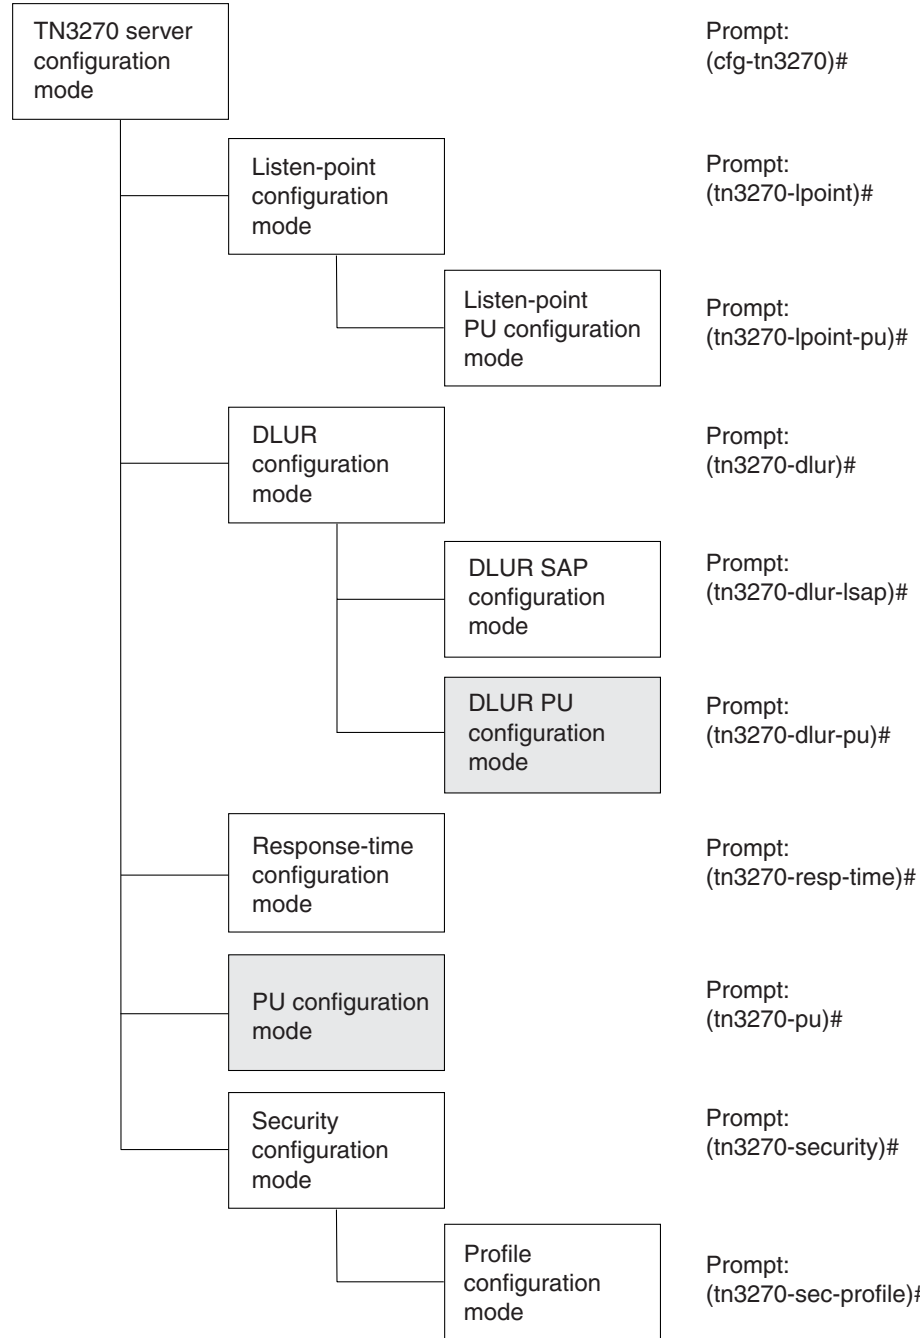 TN3270 server
configuration
mode
Prompt:
(cfg-tn3270)#
Listen-point
configuration
mode
Prompt:
(tn3270-lpoint)#
Listen-point
PU configuration
mode
Prompt:
(tn3270-lpoint-pu)#
DLUR
configuration
mode
Prompt:
(tn3270-dlur)#
DLUR SAP
configuration
mode
Prompt:
(tn3270-dlur-lsap)#
DLUR PU
configuration
mode
Prompt:
(tn3270-dlur-pu)#
Response-time
configuration
mode
Prompt:
(tn3270-resp-time)#
PU configuration
mode
Prompt:
(tn3270-pu)#
Security
configuration
mode
Prompt:
(tn3270-security)#
Profile
configuration
mode
Prompt:
(tn3270-sec-profile)#